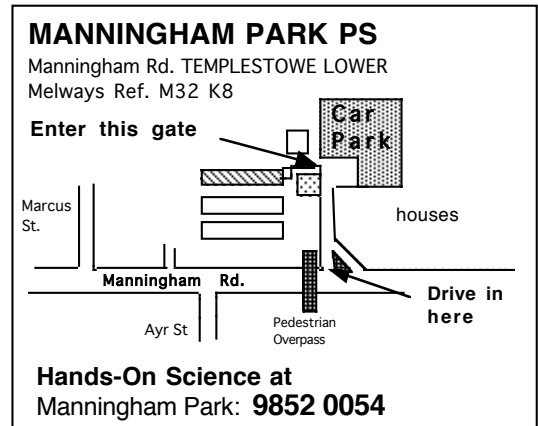 MANNINGHAM PARK PS
Manningham Rd. TEMPLESTOWE LOWER
Melways Ref. M32 K8
Car
Park
Enter this gate
Marcus
St.
houses
Manningham Rd.
Drive in
here
Ayr St
Pedestrian
Overpass
Hands-On Science at
Manningham Park: 9852 0054